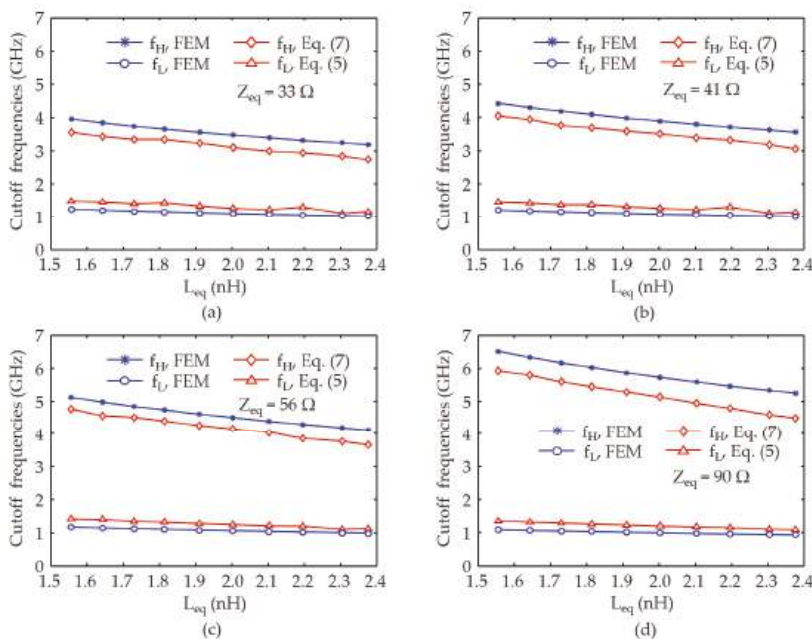 7
6
5
4
3
2
1
0
Cutoff frequencies (GHz)
f_H, FEM
f_L, FEM
f_H, Eq. (7)
f_L, Eq. (5)
Z_eq = 33 Ω
1.5 1.6 1.7 1.8 1.9 2.0 2.1 2.2 2.3 2.4
L_eq (nH)
(a)
7
6
5
4
3
2
1
0
Cutoff frequencies (GHz)
f_H, FEM
f_L, FEM
f_H, Eq. (7)
f_L, Eq. (5)
Z_eq = 41 Ω
1.5 1.6 1.7 1.8 1.9 2.0 2.1 2.2 2.3 2.4
L_eq (nH)
(b)
7
6
5
4
3
2
1
0
Cutoff frequencies (GHz)
f_H, FEM
f_L, FEM
f_H, Eq. (7)
f_L, Eq. (5)
Z_eq = 56 Ω
1.5 1.6 1.7 1.8 1.9 2.0 2.1 2.2 2.3 2.4
L_eq (nH)
(c)
7
6
5
4
3
2
1
0
Cutoff frequencies (GHz)
f_H, FEM
f_L, FEM
f_H, Eq. (7)
f_L, Eq. (5)
Z_eq = 90 Ω
1.5 1.6 1.7 1.8 1.9 2.0 2.1 2.2 2.3 2.4
L_eq (nH)
(d)